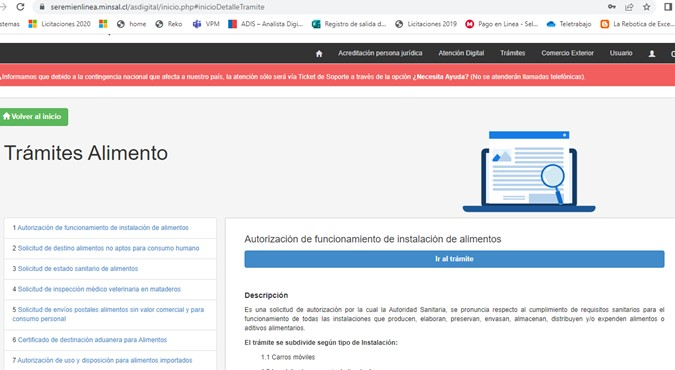 seremienlinea.minsal.cl/asdigital/inicio.php#inicioDetalleTramite
stemas Licitaciones 2020 hoy Home Reko VPM ADIS – Analista Digi... Registro de salida d... Licitaciones 2019 Pago en Linea - Sel... Teletrabajo La Robotica de Exce...
Acreditación persona jurídica Atención Digital Trámites Comercio Exterior Usuario
Informamos que debido a la contingencia nacional que afecta a nuestro país, la atención sólo será vía Ticket de Soporte a través de la opción ¿Necesita Ayuda? (No se atenderán llamadas telefónicas).
Volver al inicio
Trámites Alimento
1 Autorización de funcionamiento de instalación de alimentos
2 Solicitud de destino alimentos no aptos para consumo humano
3 Solicitud de estado sanitario de alimentos
4 Solicitud de inspección médico veterinaria en mataderos
5 Solicitud de envíos postales alimentos sin valor comercial y para
consumo personal
6 Certificado de destinación aduanera para Alimentos
7 Autorización de uso y disposición para alimentos importados
Autorización de funcionamiento de instalación de alimentos
Ir al trámite
Descripción
Es una solicitud de autorización por la cual la Autoridad Sanitaria, se pronuncia respecto al cumplimiento de requisitos sanitarios para el
funcionamiento de todas las instalaciones que producen, elaboran, preservan, envasan, almacenan, distribuyen y/o expenden alimentos o
aditivos alimentarios.
El trámite se subdivide según tipo de Instalación:
1.1 Carros móviles